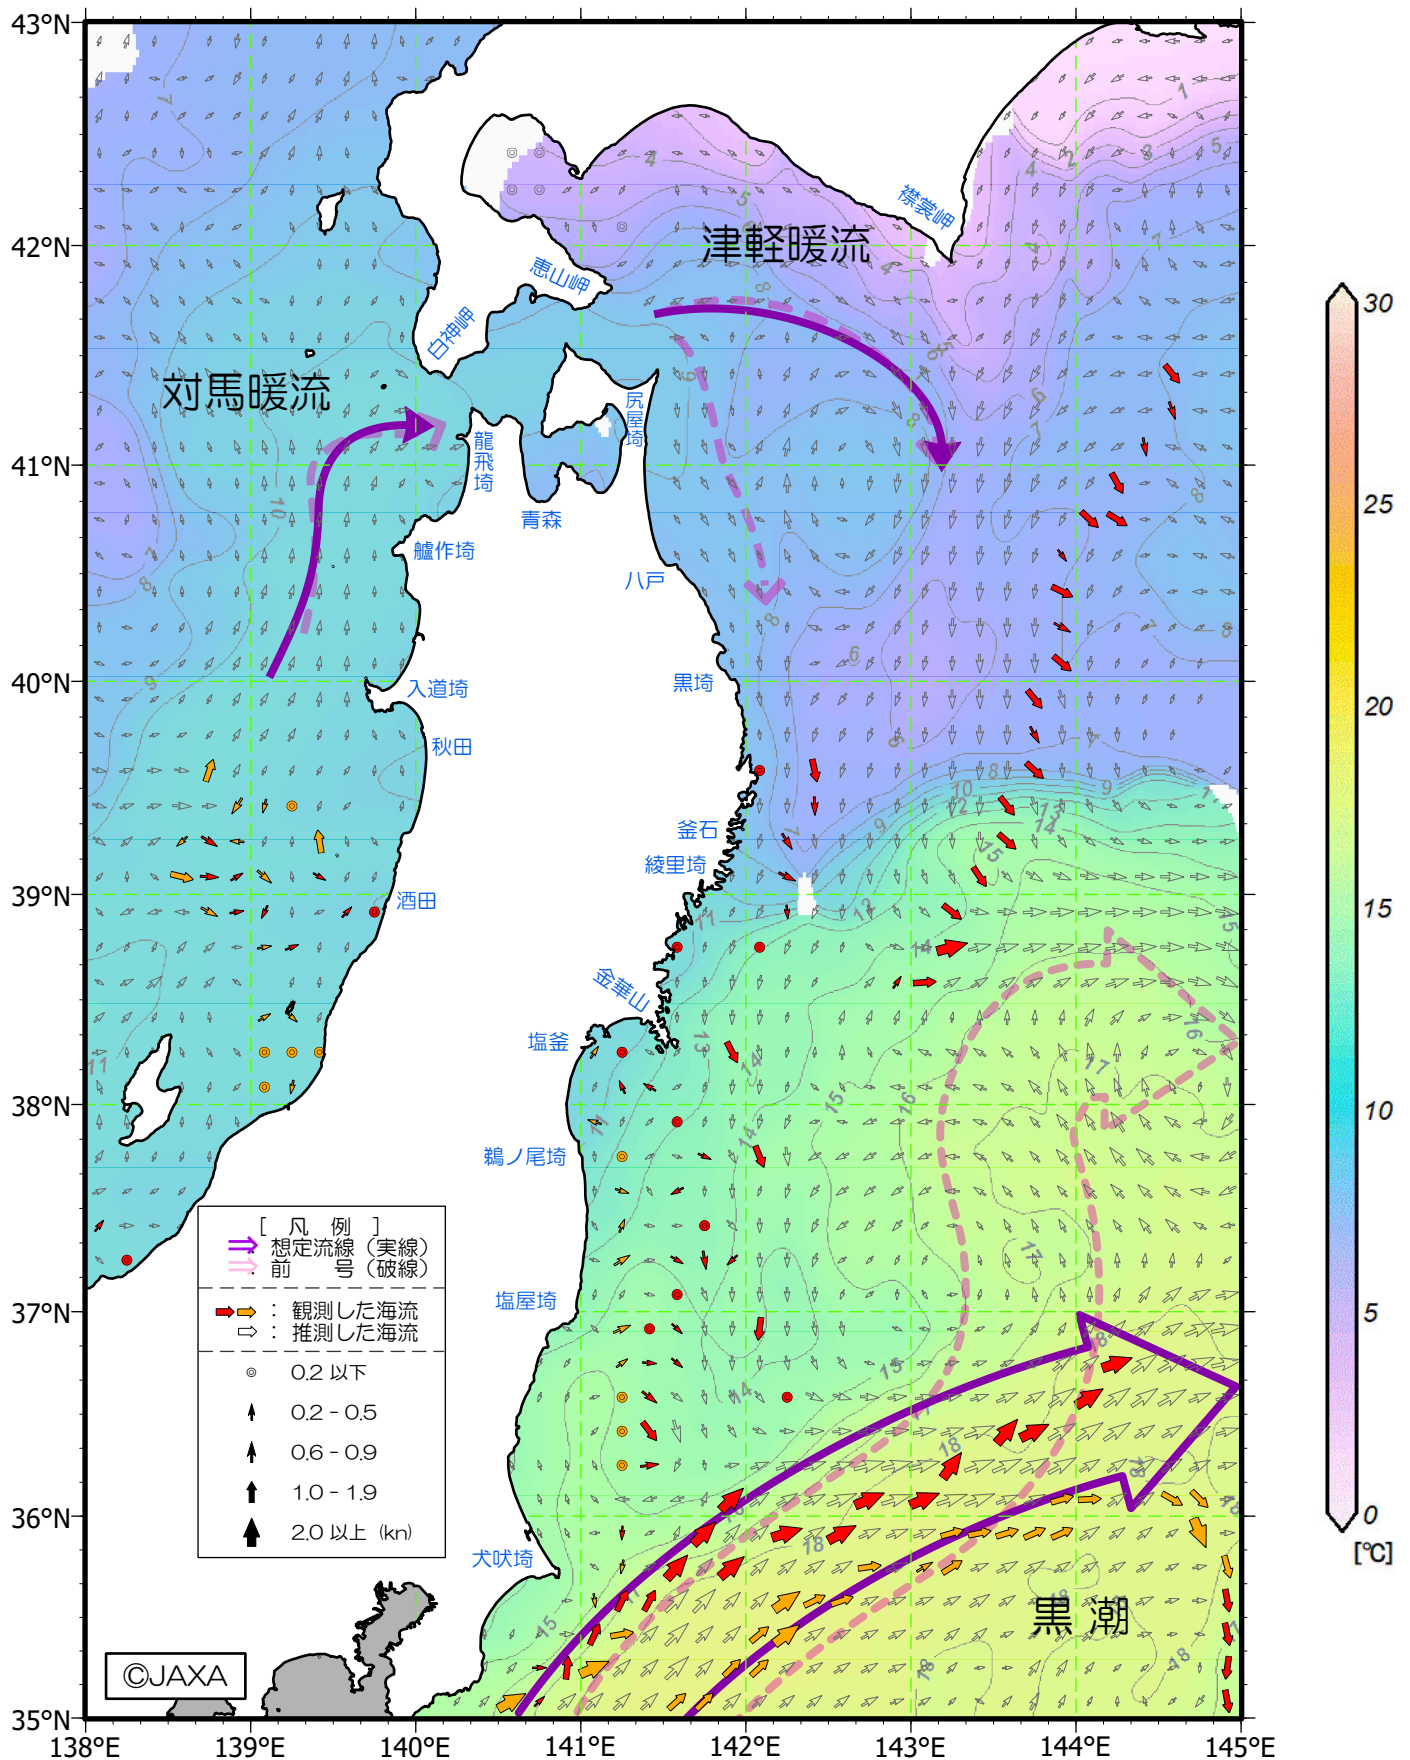 43°N
42°N
41°N
40°N
39°N
38°N
37°N
36°N
35°N
138°E
139°E
140°E
141°E
142°E
143°E
144°E
145°E
襟裳岬
津軽暖流
恵山岬
白神岬
対馬暖流
尻屋埼
龍飛埼
青森
艫作埼
八戸
入道埼
黒埼
秋田
釜石
綾里埼
酒田
金華山
塩釜
鵜ノ尾埼
塩屋埼
犬吠埼
黒潮
[ 凡 例 ]
: 想定流線（実線）
: 前 号（破線）
: 観測した海流
: 推測した海流
0.2 以下
0.2 - 0.5
0.6 - 0.9
1.0 - 1.9
2.0 以上 (kn)
©JAXA
30
25
20
15
10
5
0
[℃]